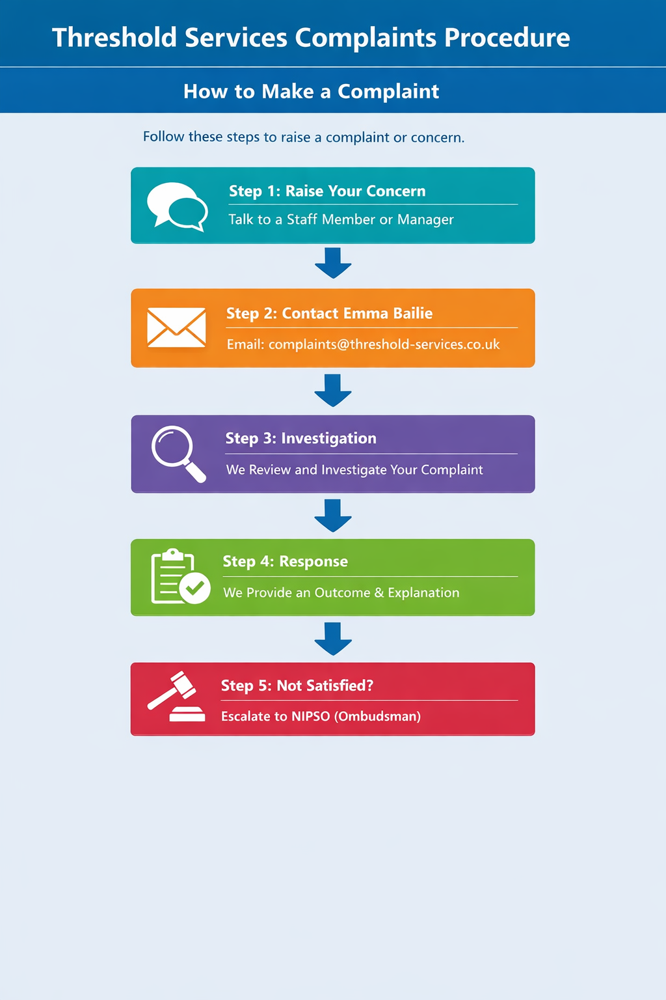 Threshold Services Complaints Procedure
How to Make a Complaint
Follow these steps to raise a complaint or concern.
Step 1: Raise Your Concern
Talk to a Staff Member or Manager
Step 2: Contact Emma Bailie
Email: complaints@threshold-services.co.uk
Step 3: Investigation
We Review and Investigate Your Complaint
Step 4: Response
We Provide an Outcome & Explanation
Step 5: Not Satisfied?
Escalate to NIPSO (Ombudsman)